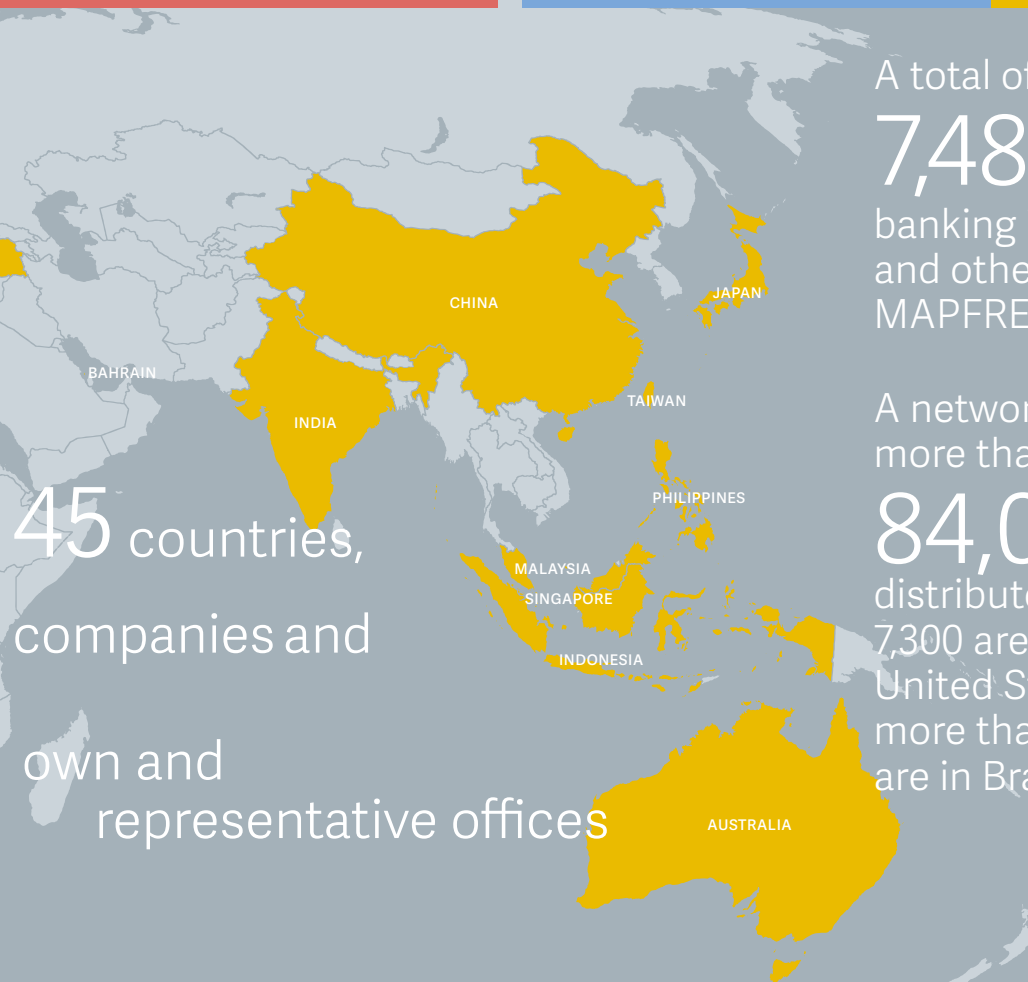 A total of
7,48
banking
and othe
MAPFRE
CHINA
JAPAN
BAHRAIN
TAIWAN
INDIA
A networ
more tha
PHILIPPINES
45 countries,
84,0
MALAYSIA
SINGAPORE
distribute
companies and
7,300 are
INDONESIA
United S
more tha
own and
are in Bra
representative offices
AUSTRALIA